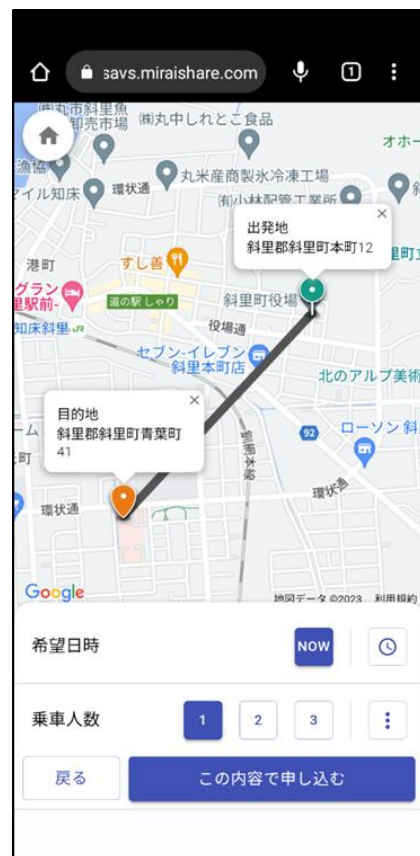 savs.miraishare.com
1
㈱丸市斜里魚
卸売市場
㈱丸中しれとこ食品
オホー
漁協
マイル知床
環状通
丸米産商製氷冷凍工場
㈲小林配管工業所
出発地
斜里郡斜里町本町12
港町
すし善
グラン
里駅前-
道の駅 しゃり
斜里町役場
知床斜里
役場通
セブン-イレブン
斜里本町店
北のアルプ美術
目的地
斜里郡斜里町青葉町
41
92
ローソン 斜
釧網本線
環状通
環状通
Google
地図データ ©2023
利用規約
希望日時
NOW
乗車人数
1
2
3
戻る
この内容で申し込む